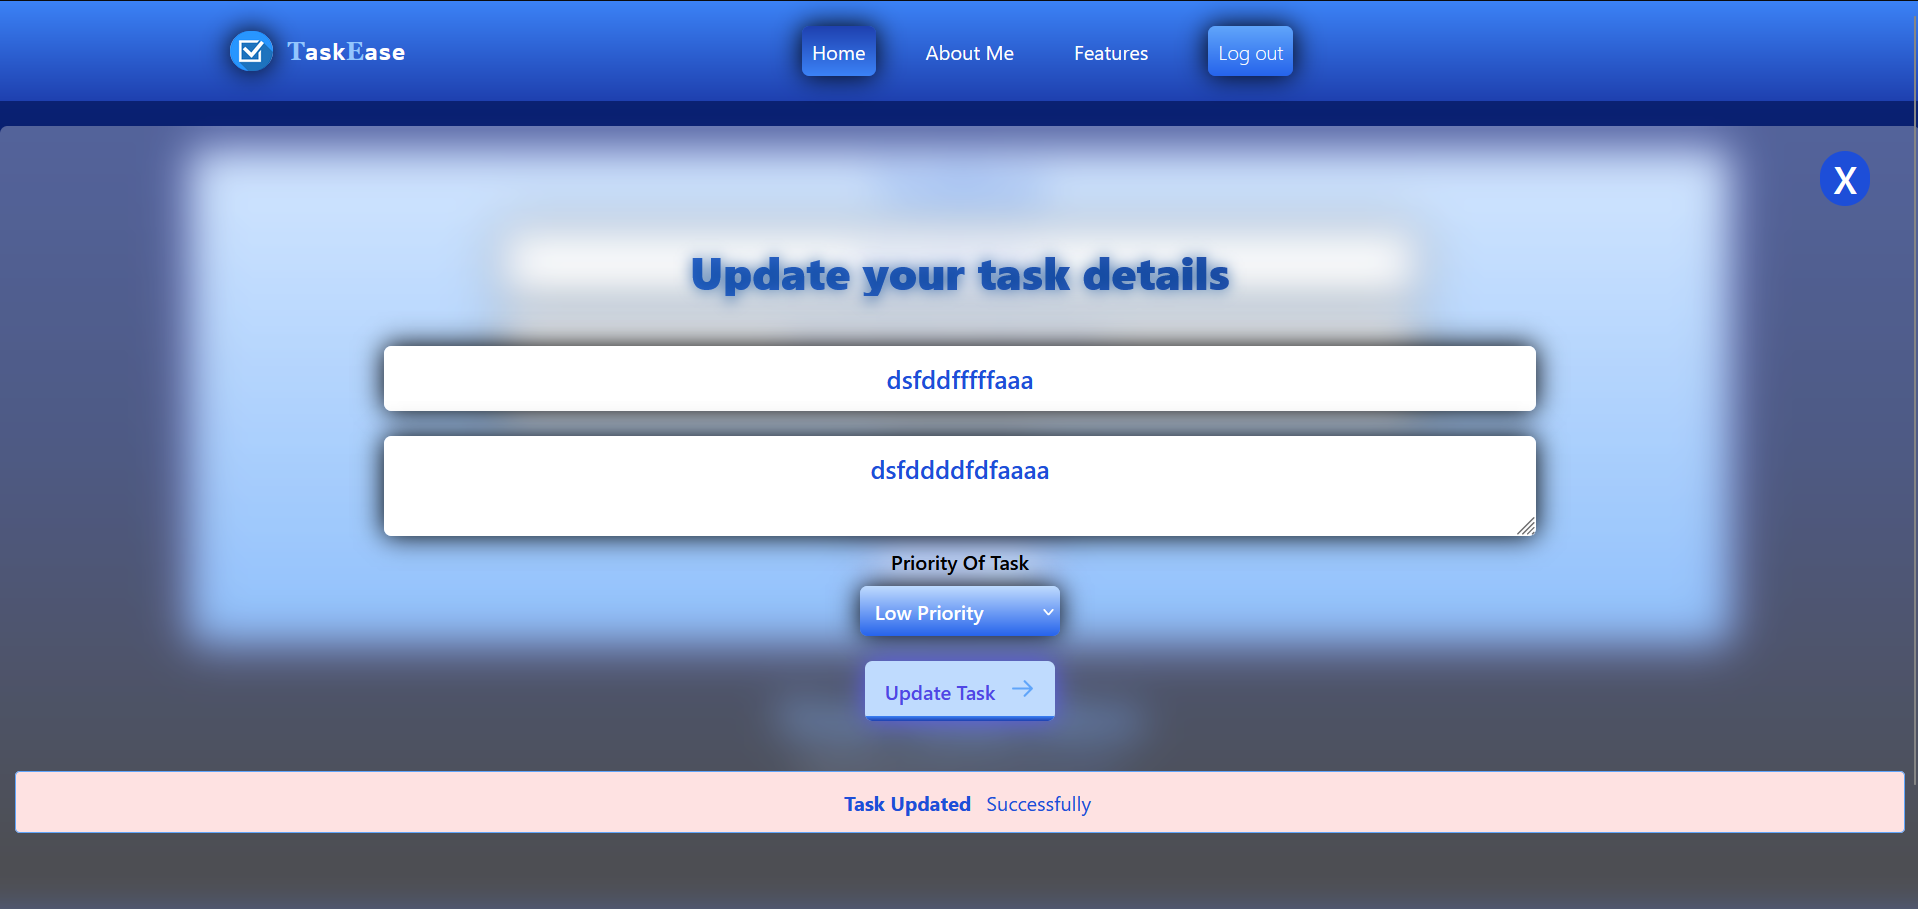 TaskEase
Home
About Me
Features
Log out
X
Update your task details
dsfddfffffaaa
dsfddddfdfaaaa
Priority Of Task
Low Priority
Update Task →
Task Updated Successfully